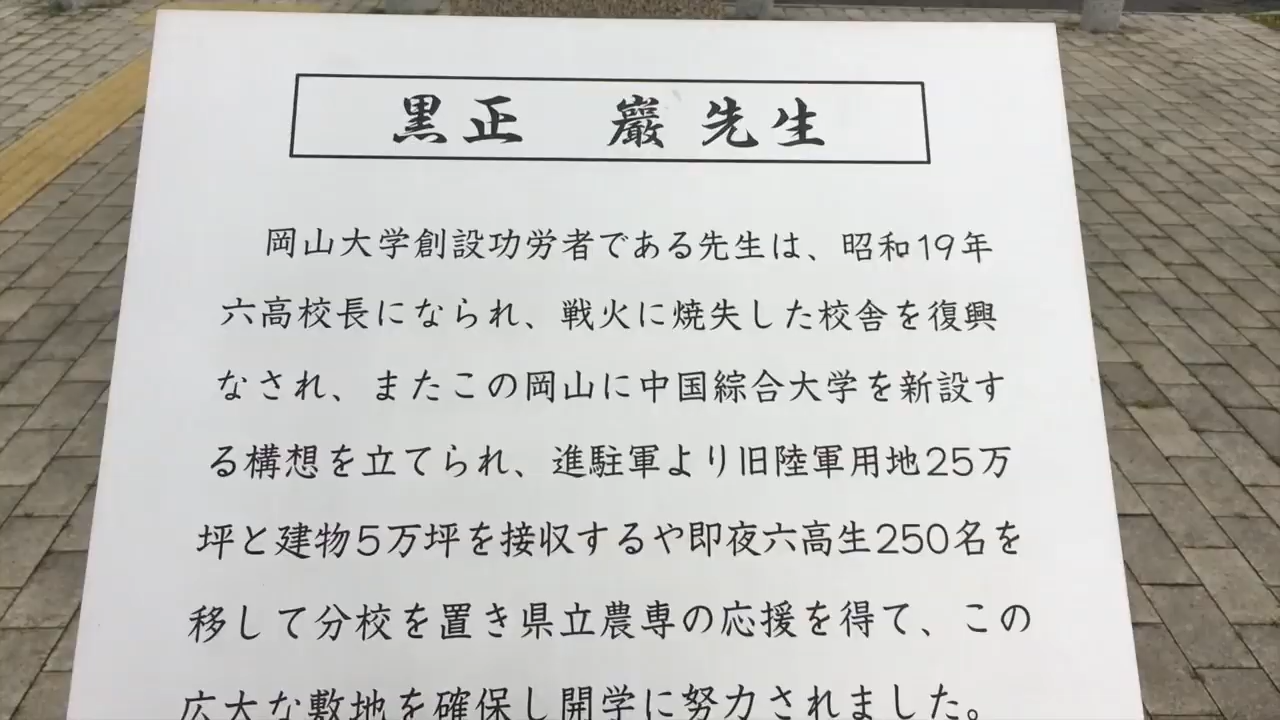 黒正　巖先生
岡山大学創設功労者である先生は、昭和19年
六高校長になられ、戦火に焼失した校舎を復興
なされ、またこの岡山に中国綜合大学を新設す
る構想を立てられ、進駐軍より旧陸軍用地25万
坪と建物5万坪を接収するや即夜六高生250名を
移して分校を置き県立農専の応援を得て、この
広大な敷地を確保し開学に努力されました。